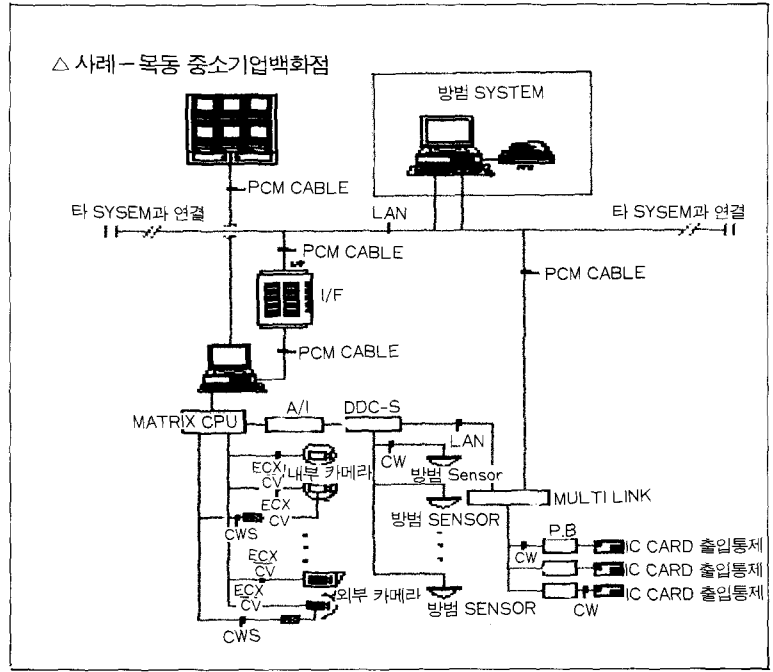 △ 사례－목동 중소기업백화점
방범 SYSTEM
PCM CABLE
타 SYSEM과 연결
LAN
타 SYSEM과 연결
PCM CABLE
PCM CABLE
I/F
PCM CABLE
MATRIX CPU
A/I
DDC-S
LAN
CW
ECX
CV
내부 카메라
방범 Sensor
ECX
CV
CWS
방범 SENSOR
MULTI LINK
P.B
CW
IC CARD 출입통제
IC CARD 출입통제
IC CARD 출입통제
CW
ECX
CV
ECX
CV
외부 카메라
방범 SENSOR
CWS